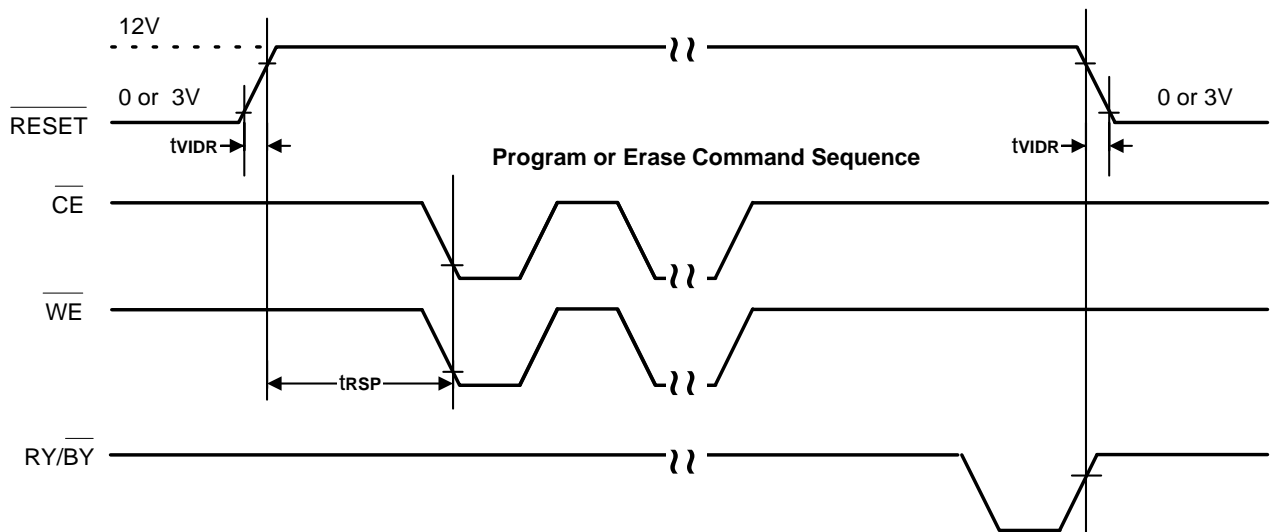 12V
0 or 3V
0 or 3V
RESET
tVIDR
tVIDR
Program or Erase Command Sequence
CE
WE
tRSP
RY/BY